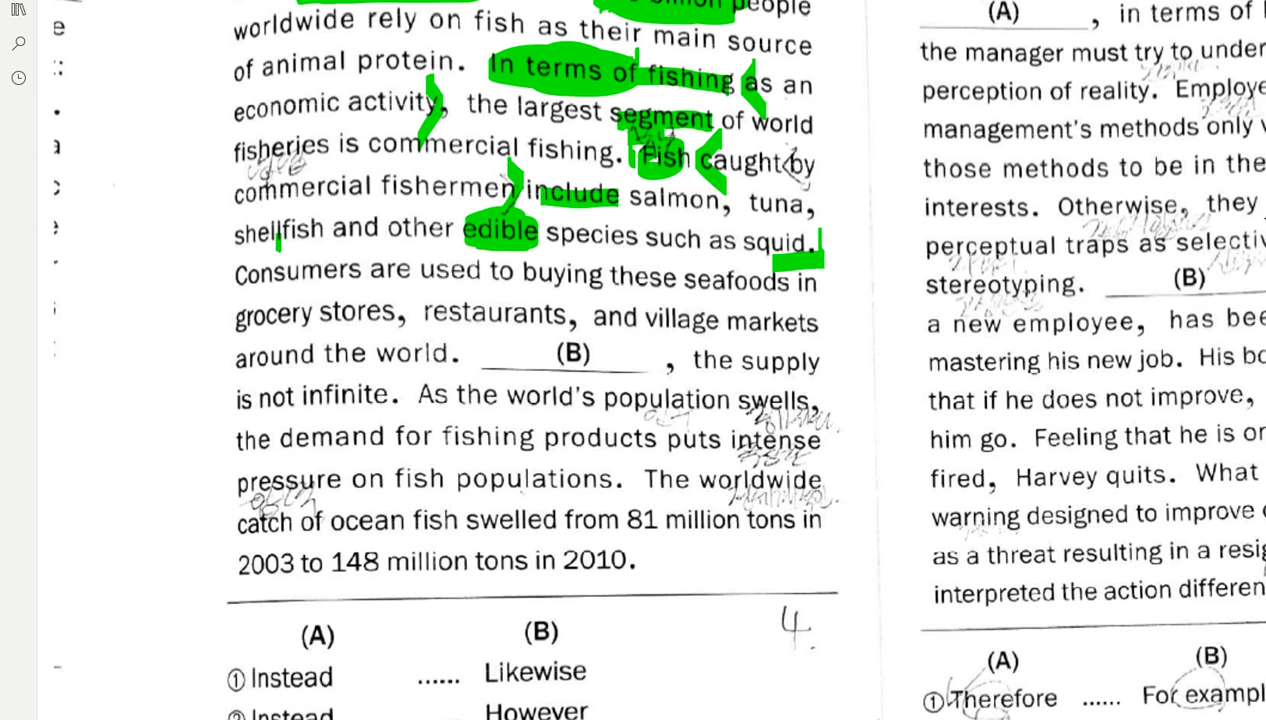 people
worldwide rely on fish as their main source
of animal protein. In terms of fishing as an
economic activity, the largest segment of world
fisheries is commercial fishing. Fish caught by
commercial fishermen include salmon, tuna,
shellfish and other edible species such as squid.
Consumers are used to buying these seafoods in
grocery stores, restaurants, and village markets
around the world. (B) , the supply
is not infinite. As the world's population swells,
the demand for fishing products puts intense
pressure on fish populations. The worldwide
catch of ocean fish swelled from 81 million tons in
2003 to 148 million tons in 2010.
4.
(A) (B)
① Instead ...... Likewise
② Instead However
(A) , in terms of
the manager must try to under
perception of reality. Employe
management's methods only
those methods to be in the
interests. Otherwise, they
perceptual traps as selectiv
stereotyping. (B)
a new employee, has bee
mastering his new job. His bo
that if he does not improve,
him go. Feeling that he is or
fired, Harvey quits. What
warning designed to improve
as a threat resulting in a resig
interpreted the action differen
(A) (B)
① Therefore ...... For exampl